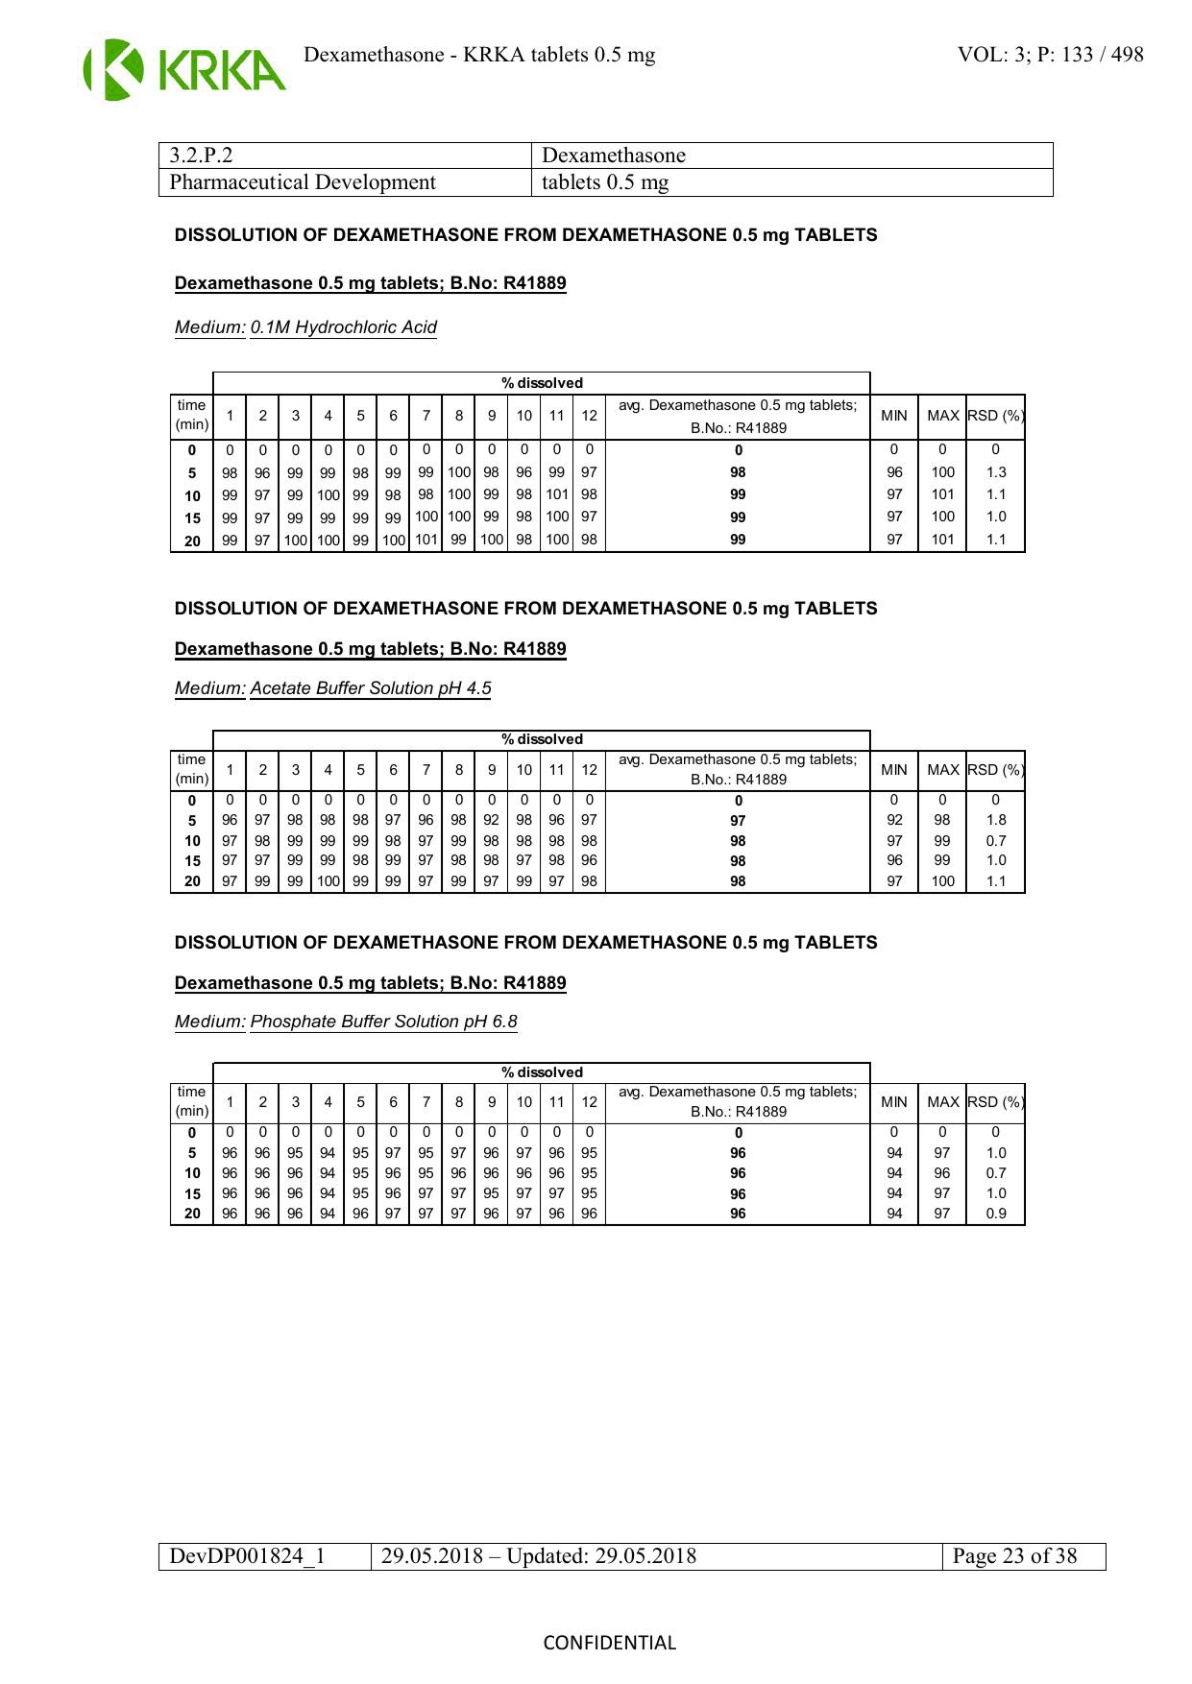 KRKA Dexamethasone - KRKA tablets 0.5 mg VOL: 3; P: 133 / 498
3.2.P.2 Dexamethasone
Pharmaceutical Development tablets 0.5 mg
DISSOLUTION OF DEXAMETHASONE FROM DEXAMETHASONE 0.5 mg TABLETS
Dexamethasone 0.5 mg tablets; B.No: R41889
Medium: 0.1M Hydrochloric Acid
% dissolved
time (min) 1 2 3 4 5 6 7 8 9 10 11 12 avg. Dexamethasone 0.5 mg tablets; B.No.: R41889 MIN MAX RSD (%)
0 0 0 0 0 0 0 0 0 0 0 0 0 0 0 0 0
5 98 96 99 99 98 99 99 100 98 96 99 97 98 96 100 1.3
10 99 97 99 100 99 98 98 100 99 98 101 98 99 97 101 1.1
15 99 97 99 99 99 99 100 100 99 98 100 97 99 97 100 1.0
20 99 97 100 100 99 100 101 99 100 98 100 98 99 97 101 1.1
DISSOLUTION OF DEXAMETHASONE FROM DEXAMETHASONE 0.5 mg TABLETS
Dexamethasone 0.5 mg tablets; B.No: R41889
Medium: Acetate Buffer Solution pH 4.5
% dissolved
time (min) 1 2 3 4 5 6 7 8 9 10 11 12 avg. Dexamethasone 0.5 mg tablets; B.No.: R41889 MIN MAX RSD (%)
0 0 0 0 0 0 0 0 0 0 0 0 0 0 0 0 0
5 96 97 98 98 98 97 96 98 92 98 96 97 97 92 98 1.8
10 97 98 99 99 99 98 97 99 98 98 98 98 98 97 99 0.7
15 97 97 99 99 98 99 97 98 98 97 98 96 98 96 99 1.0
20 97 99 99 100 99 99 97 99 97 99 97 98 98 97 100 1.1
DISSOLUTION OF DEXAMETHASONE FROM DEXAMETHASONE 0.5 mg TABLETS
Dexamethasone 0.5 mg tablets; B.No: R41889
Medium: Phosphate Buffer Solution pH 6.8
% dissolved
time (min) 1 2 3 4 5 6 7 8 9 10 11 12 avg. Dexamethasone 0.5 mg tablets; B.No.: R41889 MIN MAX RSD (%)
0 0 0 0 0 0 0 0 0 0 0 0 0 0 0 0 0
5 96 96 95 94 95 97 95 97 96 97 96 95 96 94 97 1.0
10 96 96 96 94 95 96 95 96 96 96 96 95 96 94 96 0.7
15 96 96 96 94 95 96 97 97 95 97 97 95 96 94 97 1.0
20 96 96 96 94 96 97 97 97 96 97 96 96 96 94 97 0.9
DevDP001824_1 29.05.2018 – Updated: 29.05.2018 Page 23 of 38
CONFIDENTIAL